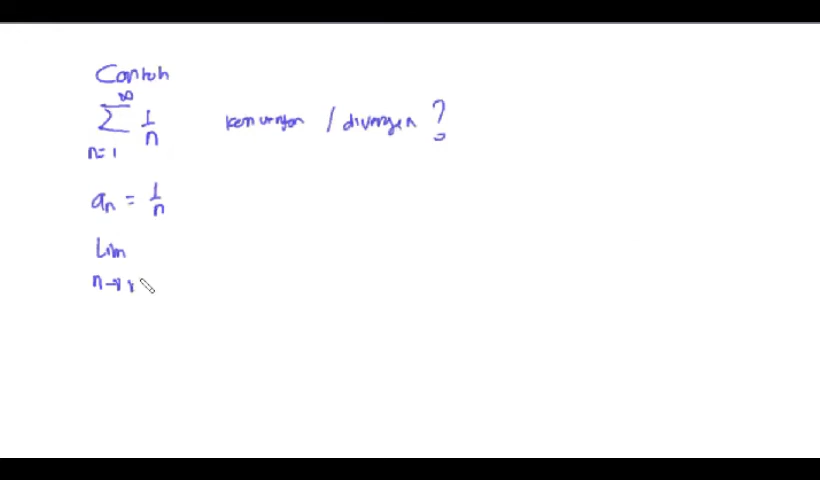 Contoh
∞
∑ 1/n konvergen / divergen ?
n=1
aₙ = 1/n
Lim
n→